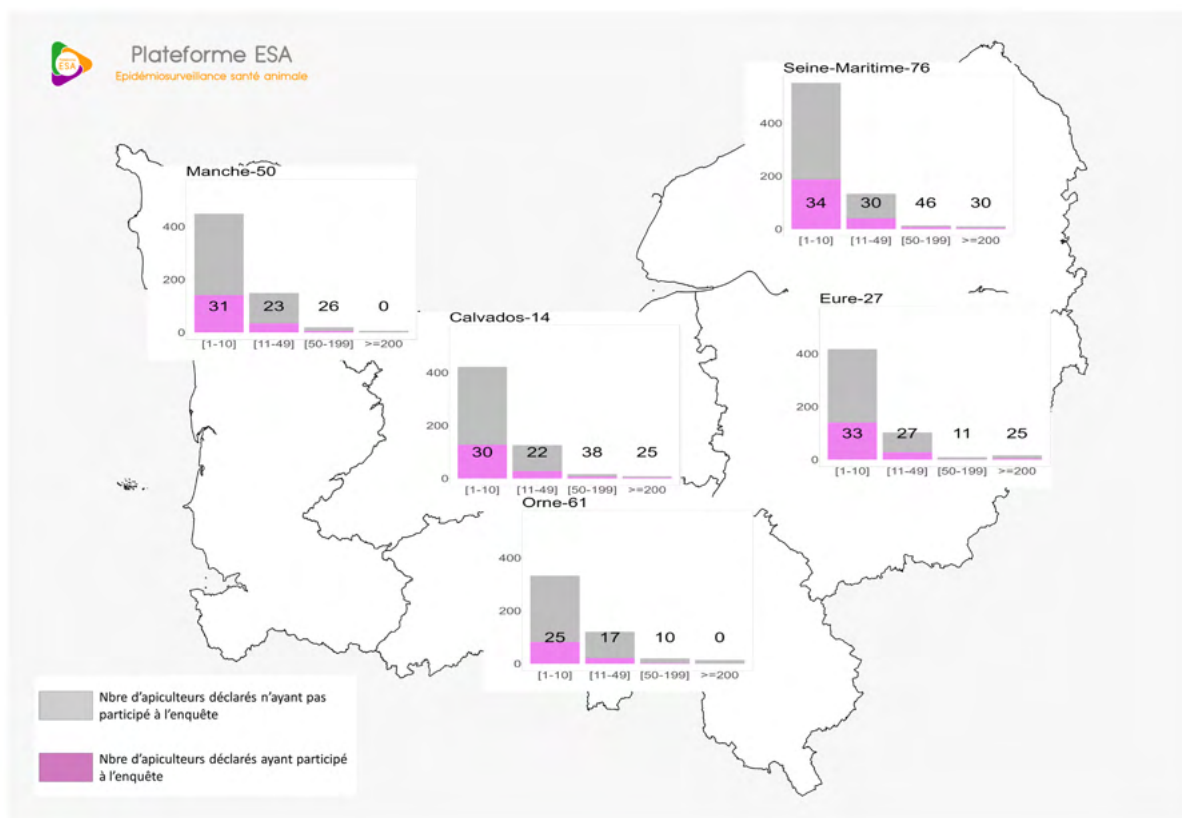 Plateforme ESA
Epidémiosurveillance santé animale
ESA
Seine-Maritime-76
400
200
0
34 30 46 30
[1-10] [11-49] [50-199] >=200
Manche-50
400
200
0
31 23 26 0
[1-10] [11-49] [50-199] >=200
Eure-27
400
200
0
33 27 11 25
[1-10] [11-49] [50-199] >=200
Calvados-14
400
200
0
30 22 38 25
[1-10] [11-49] [50-199] >=200
Orne-61
400
200
0
25 17 10 0
[1-10] [11-49] [50-199] >=200
Nbre d'apiculteurs déclarés n'ayant pas
participé à l'enquête
Nbre d'apiculteurs déclarés ayant participé
à l'enquête